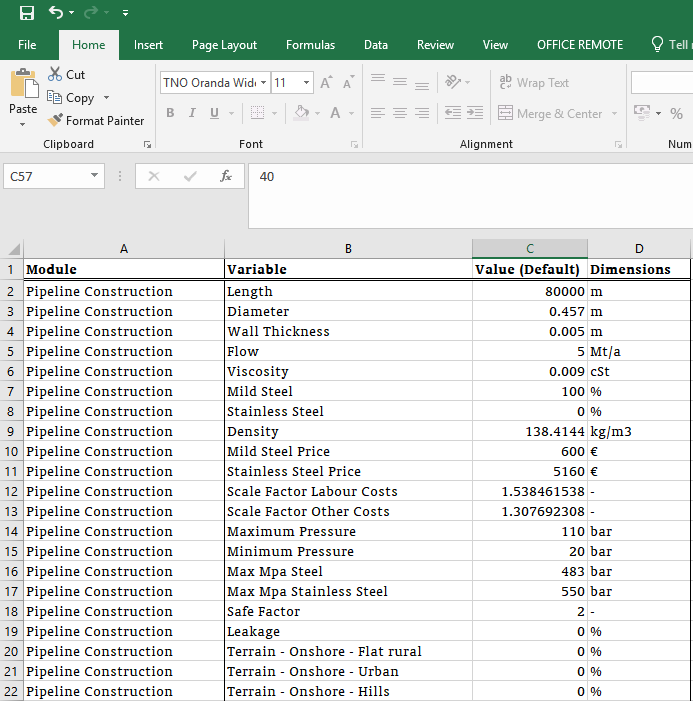 File Home Insert Page Layout Formulas Data Review View OFFICE REMOTE Tell
Paste
Cut
Copy
Format Painter
TNO Oranda Wid 11 A A
B I U A
Wrap Text
Merge & Center
%
Clipboard Font Alignment Num
C57 fx 40
A B C D
1 Module Variable Value (Default) Dimensions
2 Pipeline Construction Length 80000 m
3 Pipeline Construction Diameter 0.457 m
4 Pipeline Construction Wall Thickness 0.005 m
5 Pipeline Construction Flow 5 Mt/a
6 Pipeline Construction Viscosity 0.009 cSt
7 Pipeline Construction Mild Steel 100 %
8 Pipeline Construction Stainless Steel 0 %
9 Pipeline Construction Density 138.4144 kg/m3
10 Pipeline Construction Mild Steel Price 600 €
11 Pipeline Construction Stainless Steel Price 5160 €
12 Pipeline Construction Scale Factor Labour Costs 1.538461538 -
13 Pipeline Construction Scale Factor Other Costs 1.307692308 -
14 Pipeline Construction Maximum Pressure 110 bar
15 Pipeline Construction Minimum Pressure 20 bar
16 Pipeline Construction Max Mpa Steel 483 bar
17 Pipeline Construction Max Mpa Stainless Steel 550 bar
18 Pipeline Construction Safe Factor 2 -
19 Pipeline Construction Leakage 0 %
20 Pipeline Construction Terrain - Onshore - Flat rural 0 %
21 Pipeline Construction Terrain - Onshore - Urban 0 %
22 Pipeline Construction Terrain - Onshore - Hills 0 %